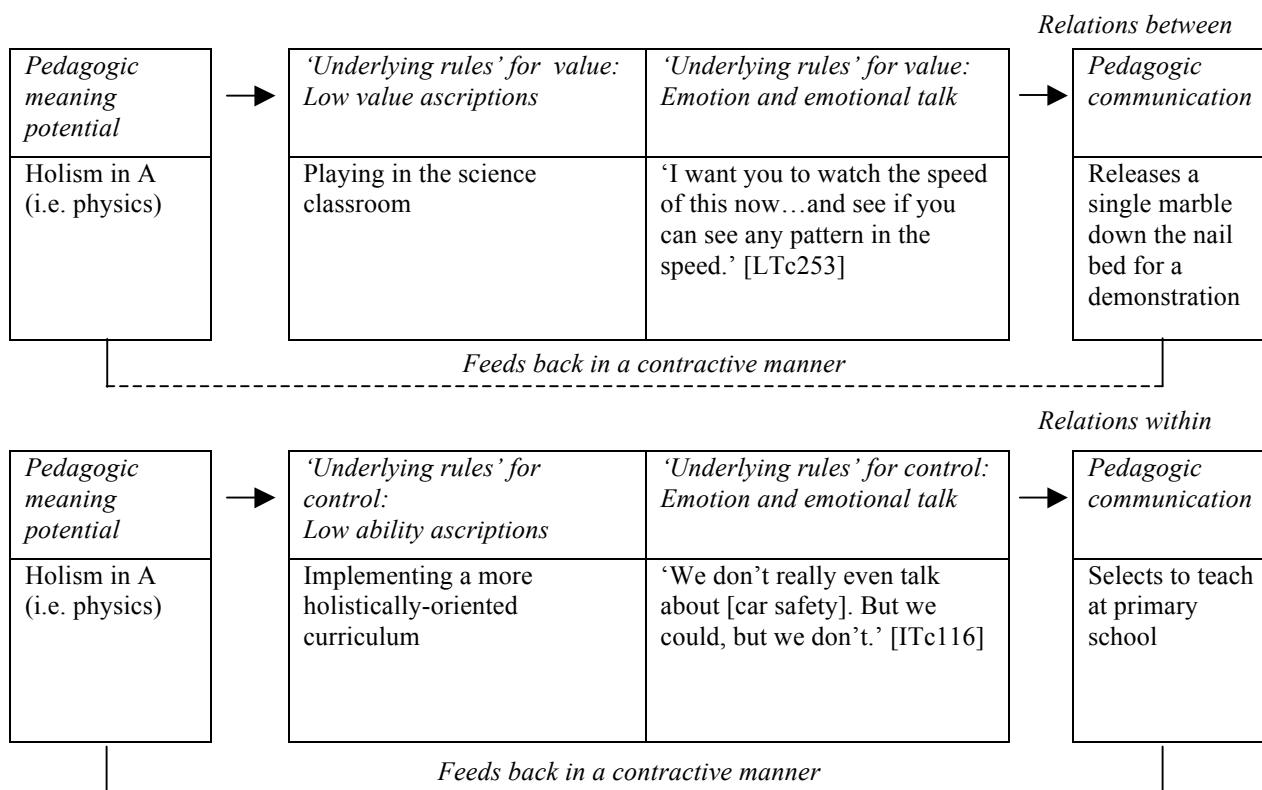 Relations between
Pedagogic
meaning
potential
‘Underlying rules’ for value:
Low value ascriptions
‘Underlying rules’ for value:
Emotion and emotional talk
Pedagogic
communication
Holism in A
(i.e. physics)
Playing in the science
classroom
‘I want you to watch the speed
of this now…and see if you
can see any pattern in the
speed.’ [LTc253]
Releases a
single marble
down the nail
bed for a
demonstration
Feeds back in a contractive manner
Relations within
Pedagogic
meaning
potential
‘Underlying rules’ for
control:
Low ability ascriptions
‘Underlying rules’ for control:
Emotion and emotional talk
Pedagogic
communication
Holism in A
(i.e. physics)
Implementing a more
holistically-oriented
curriculum
‘We don’t really even talk
about [car safety]. But we
could, but we don’t.’ [ITc116]
Selects to teach
at primary
school
Feeds back in a contractive manner